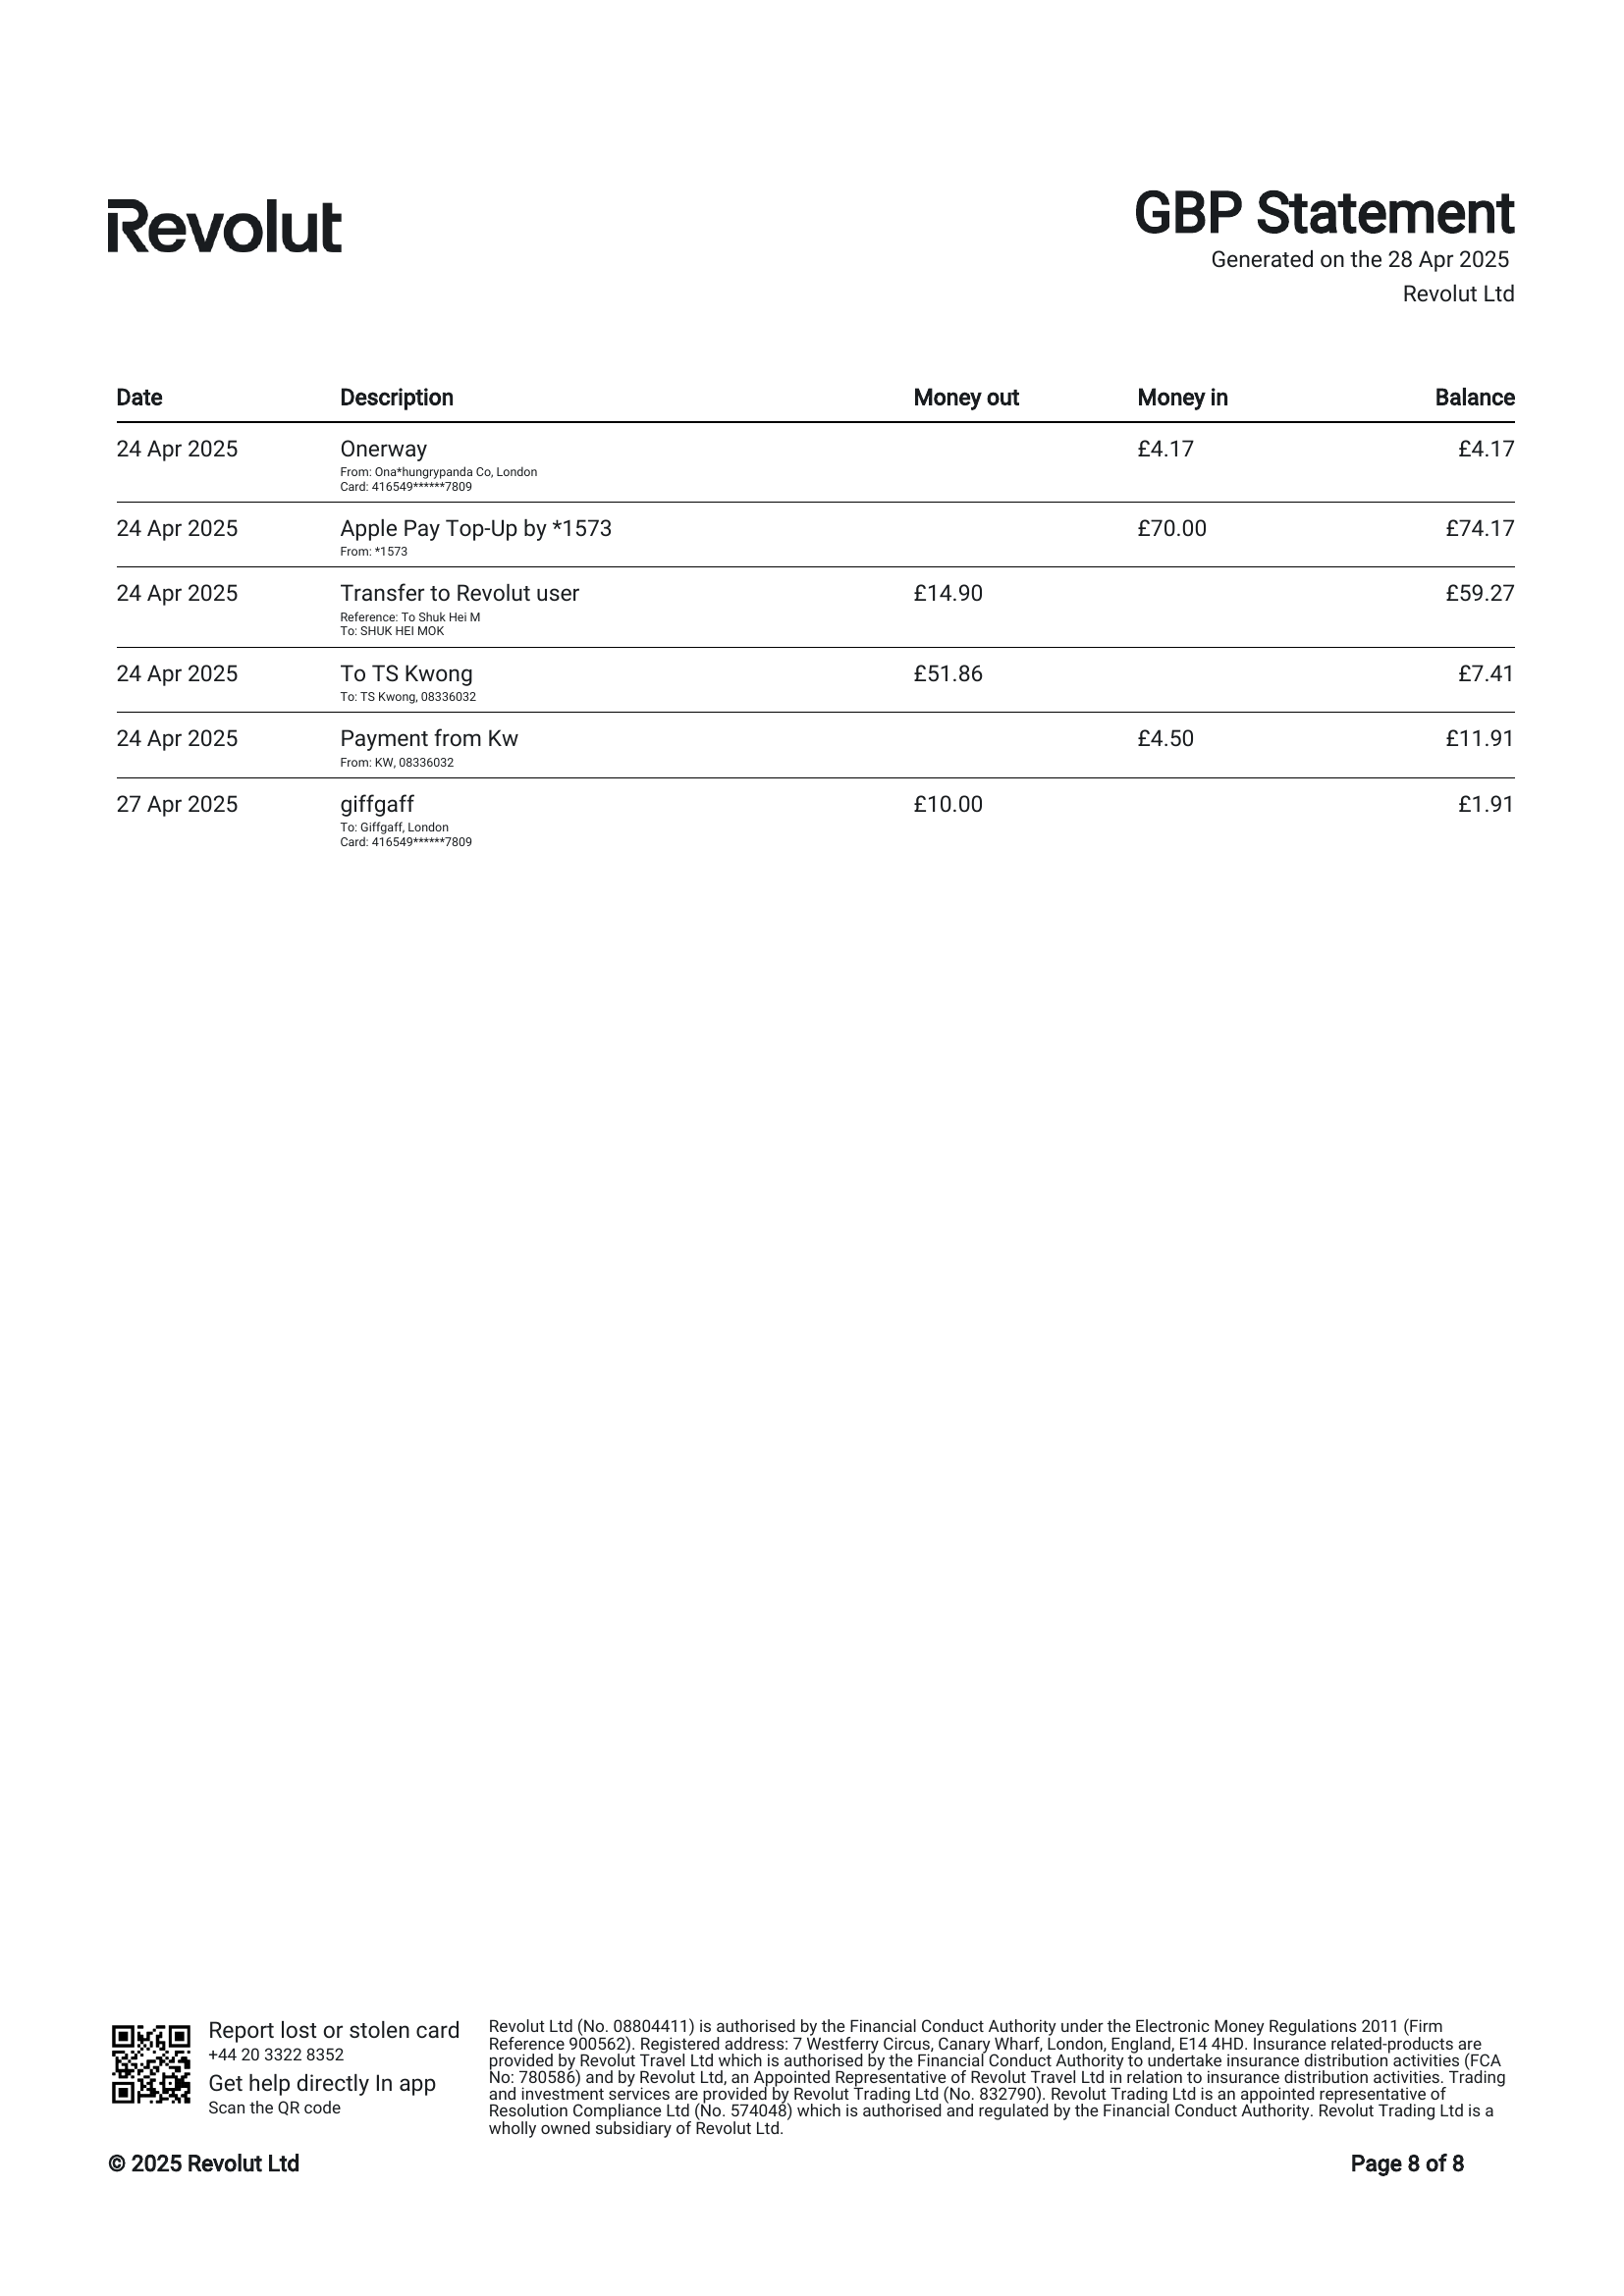 Revolut
GBP Statement
Generated on the 28 Apr 2025
Revolut Ltd
Date Description Money out Money in Balance
24 Apr 2025 Onerway £4.17 £4.17
From: Ona*hungrypanda Co, London
Card: 416549******7809
24 Apr 2025 Apple Pay Top-Up by *1573 £70.00 £74.17
From: *1573
24 Apr 2025 Transfer to Revolut user £14.90 £59.27
Reference: To Shuk Hei M
To: SHUK HEI MOK
24 Apr 2025 To TS Kwong £51.86 £7.41
To: TS Kwong, 08336032
24 Apr 2025 Payment from Kw £4.50 £11.91
From: KW, 08336032
27 Apr 2025 giffgaff £10.00 £1.91
To: Giffgaff, London
Card: 416549******7809
Report lost or stolen card
+44 20 3322 8352
Get help directly In app
Scan the QR code
Revolut Ltd (No. 08804411) is authorised by the Financial Conduct Authority under the Electronic Money Regulations 2011 (Firm
Reference 900562). Registered address: 7 Westferry Circus, Canary Wharf, London, England, E14 4HD. Insurance related-products are
provided by Revolut Travel Ltd which is authorised by the Financial Conduct Authority to undertake insurance distribution activities (FCA
No: 780586) and by Revolut Ltd, an Appointed Representative of Revolut Travel Ltd in relation to insurance distribution activities. Trading
and investment services are provided by Revolut Trading Ltd (No. 832790). Revolut Trading Ltd is an appointed representative of
Resolution Compliance Ltd (No. 574048) which is authorised and regulated by the Financial Conduct Authority. Revolut Trading Ltd is a
wholly owned subsidiary of Revolut Ltd.
© 2025 Revolut Ltd
Page 8 of 8